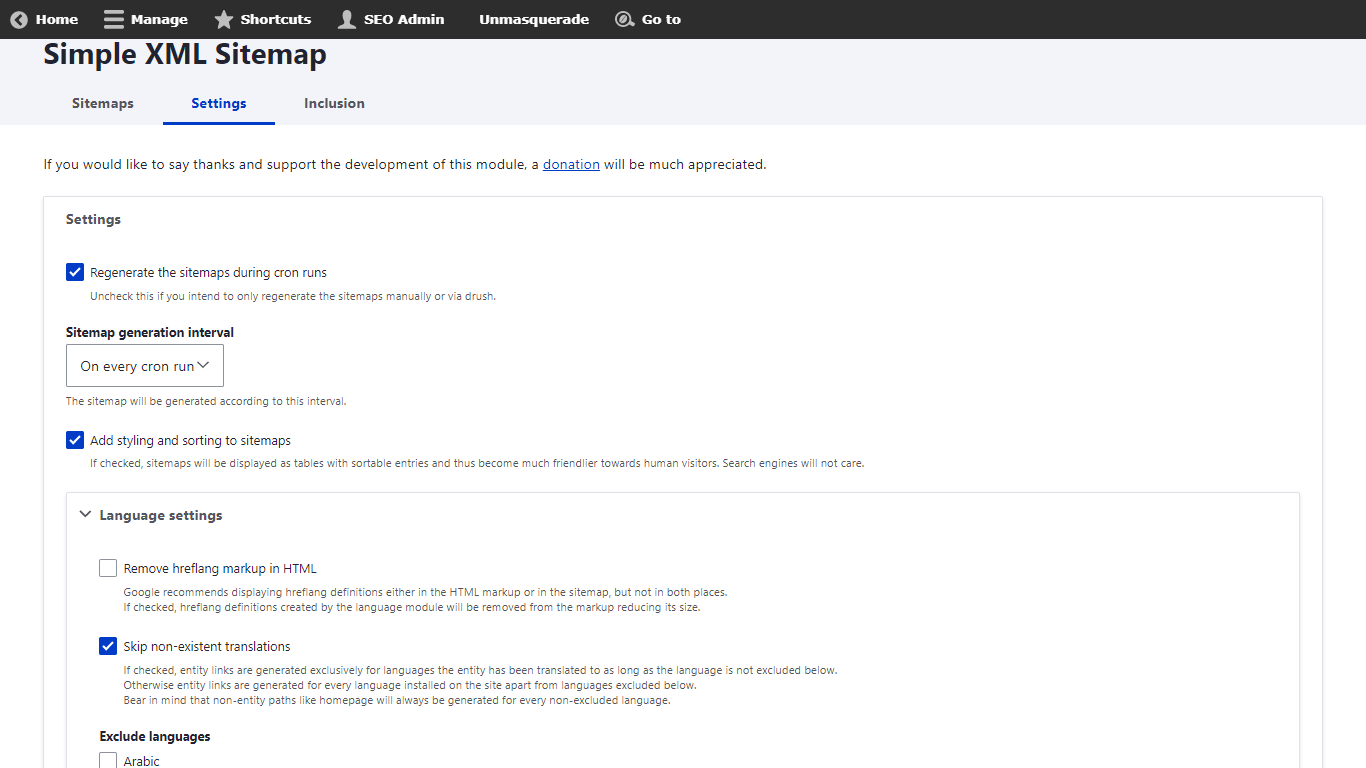 Home Manage Shortcuts SEO Admin Unmasquerade Go to
Simple XML Sitemap
Sitemaps Settings Inclusion
If you would like to say thanks and support the development of this module, a donation will be much appreciated.
Settings
Regenerate the sitemaps during cron runs
Uncheck this if you intend to only regenerate the sitemaps manually or via drush.
Sitemap generation interval
On every cron run
The sitemap will be generated according to this interval.
Add styling and sorting to sitemaps
If checked, sitemaps will be displayed as tables with sortable entries and thus become much friendlier towards human visitors. Search engines will not care.
Language settings
Remove hreflang markup in HTML
Google recommends displaying hreflang definitions either in the HTML markup or in the sitemap, but not in both places.
If checked, hreflang definitions created by the language module will be removed from the markup reducing its size.
Skip non-existent translations
If checked, entity links are generated exclusively for languages the entity has been translated to as long as the language is not excluded below.
Otherwise entity links are generated for every language installed on the site apart from languages excluded below.
Bear in mind that non-entity paths like homepage will always be generated for every non-excluded language.
Exclude languages
Arabic